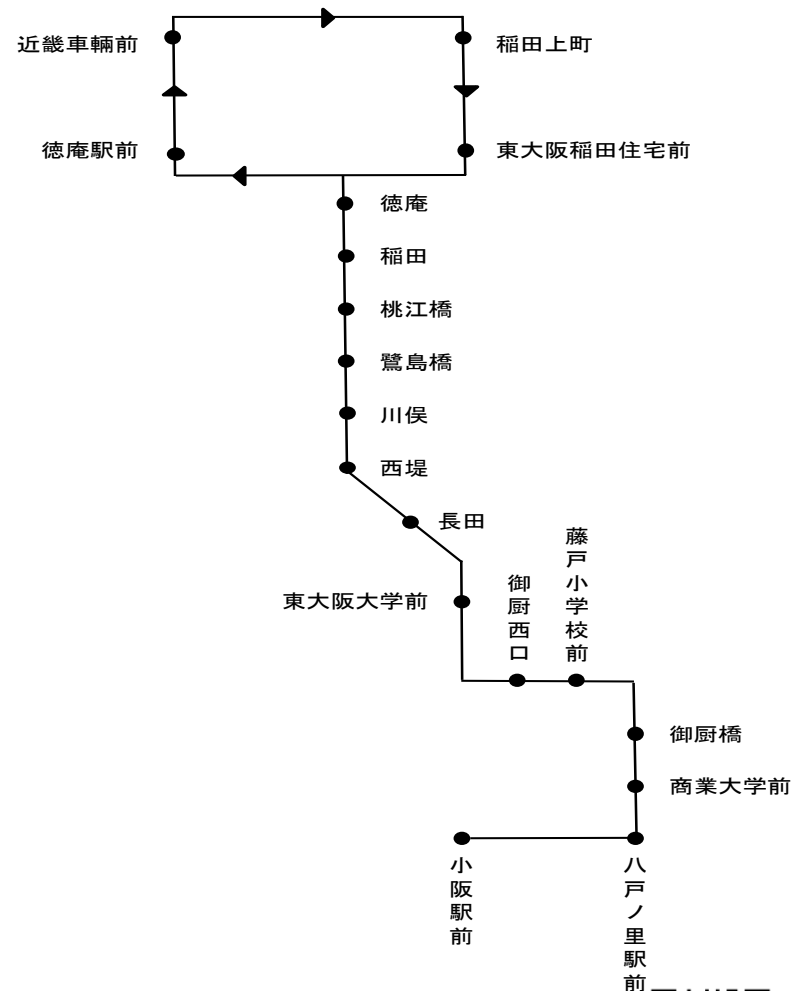 近畿車輛前
稲田上町
徳庵駅前
東大阪稲田住宅前
徳庵
稲田
桃江橋
鷺島橋
川俣
西堤
長田
東大阪大学前
御厨西口
藤戸小学校前
御厨橋
商業大学前
小阪駅前
八戸ノ里駅前